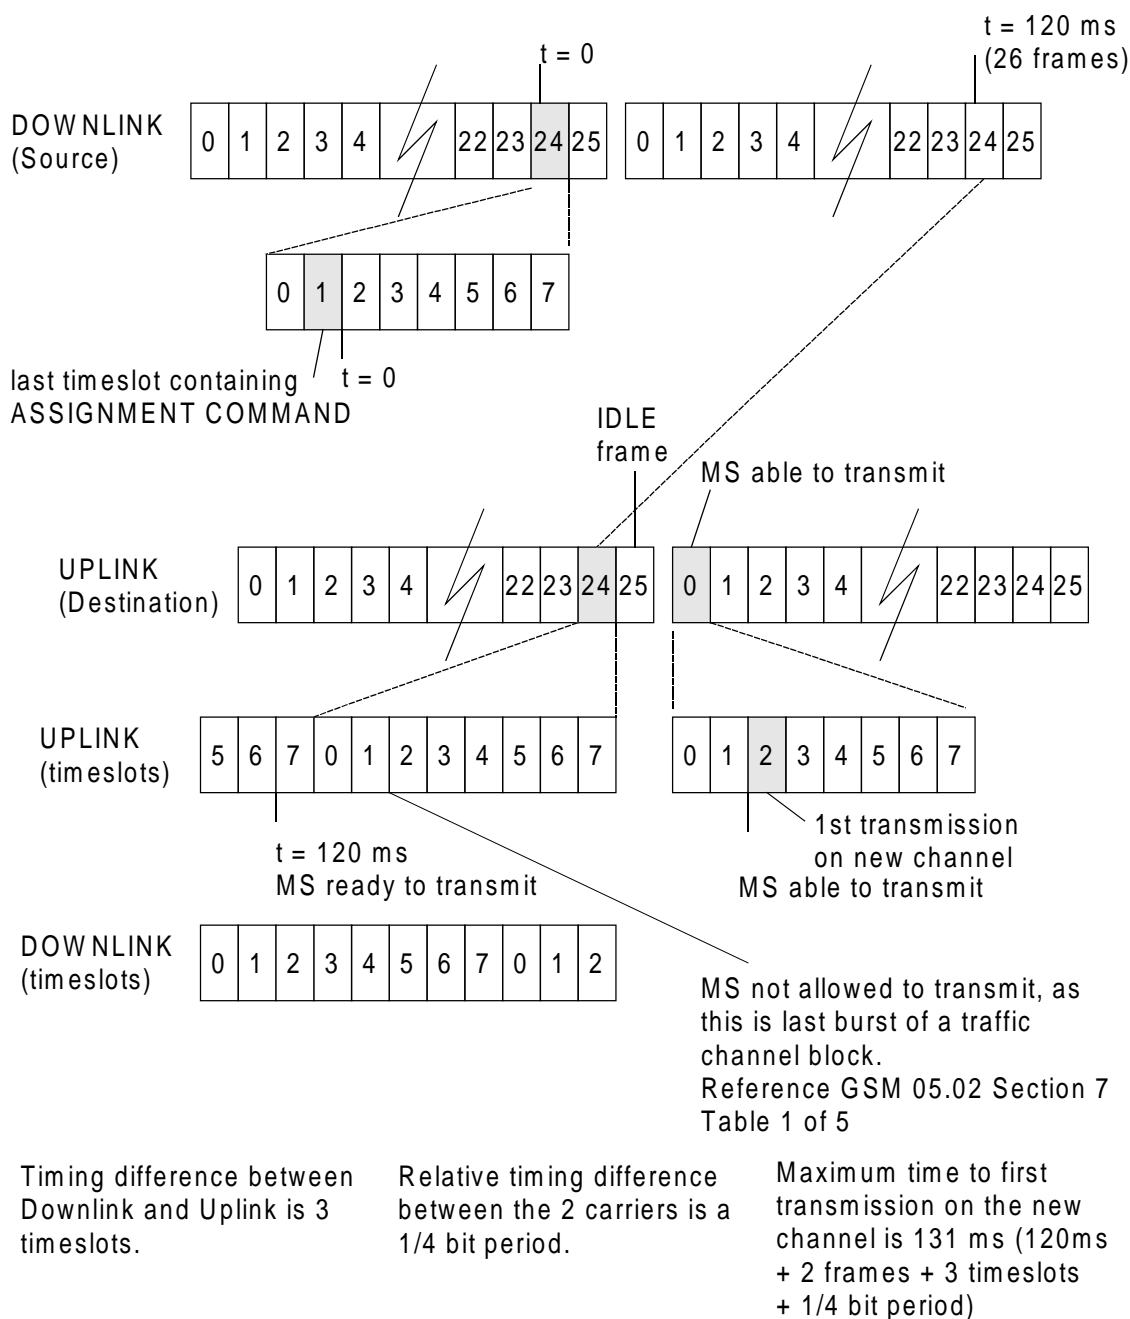 t = 120 ms
(26 frames)
t = 0
DOWNLINK
(Source)
0 1 2 3 4 22 23 24 25 0 1 2 3 4 22 23 24 25
0 1 2 3 4 5 6 7
last timeslot containing
ASSIGNMENT COMMAND
t = 0
IDLE
frame
MS able to transmit
UPLINK
(Destination)
0 1 2 3 4 22 23 24 25 0 1 2 3 4 22 23 24 25
UPLINK
(timeslots)
5 6 7 0 1 2 3 4 5 6 7 0 1 2 3 4 5 6 7
t = 120 ms
MS ready to transmit
1st transmission
on new channel
MS able to transmit
DOWNLINK
(timeslots)
0 1 2 3 4 5 6 7 0 1 2
MS not allowed to transmit, as
this is last burst of a traffic
channel block.
Reference GSM 05.02 Section 7
Table 1 of 5
Timing difference between
Downlink and Uplink is 3
timeslots.
Relative timing difference
between the 2 carriers is a
1/4 bit period.
Maximum time to first
transmission on the new
channel is 131 ms (120ms
+ 2 frames + 3 timeslots
+ 1/4 bit period)